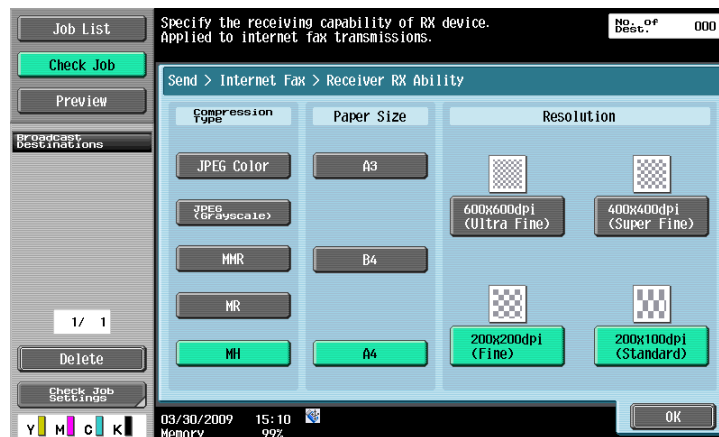 Job List
Check Job
Preview
Broadcast
Destinations
1/ 1
Delete
Check Job
Settings
Y M C K
Specify the receiving capability of RX device.
Applied to internet fax transmissions.
No. of
Dest.
000
Send > Internet Fax > Receiver RX Ability
Compression
Type
Paper Size
Resolution
JPEG Color
A3
JPEG
(Grayscale)
600X600dpi
(Ultra Fine)
400X400dpi
(Super Fine)
MMR
B4
MR
MH
A4
200X200dpi
(Fine)
200X100dpi
(Standard)
03/30/2009 15:10
Memory 99%
OK